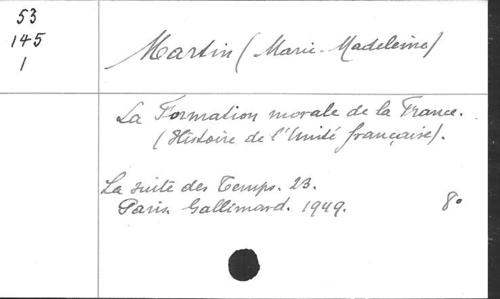 53
145
1
Martin (Marie-Madeleine)
La Formation morale de la France.
(Histoire de l'Unité française).
La suite des Temps. 23.
Paris. Gallimard. 1949. 8°